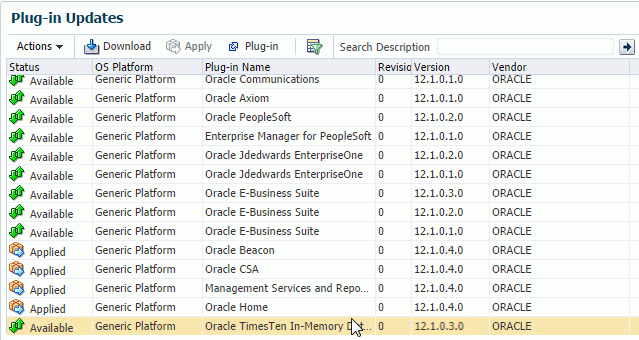 Plug-in Updates
Actions Download Apply Plug-in Search Description
Status OS Platform Plug-in Name Revisio Version Vendor
Available Generic Platform Oracle Communications 0 12.1.0.1.0 ORACLE
Available Generic Platform Oracle Axiom 0 12.1.0.1.0 ORACLE
Available Generic Platform Oracle PeopleSoft 0 12.1.0.2.0 ORACLE
Available Generic Platform Enterprise Manager for PeopleSoft 0 12.1.0.1.0 ORACLE
Available Generic Platform Oracle Jdedwards EnterpriseOne 0 12.1.0.2.0 ORACLE
Available Generic Platform Oracle Jdedwards EnterpriseOne 0 12.1.0.1.0 ORACLE
Available Generic Platform Oracle E-Business Suite 0 12.1.0.3.0 ORACLE
Available Generic Platform Oracle E-Business Suite 0 12.1.0.2.0 ORACLE
Available Generic Platform Oracle E-Business Suite 0 12.1.0.1.0 ORACLE
Applied Generic Platform Oracle Beacon 0 12.1.0.4.0 ORACLE
Applied Generic Platform Oracle CSA 0 12.1.0.4.0 ORACLE
Applied Generic Platform Management Services and Repo... 0 12.1.0.4.0 ORACLE
Applied Generic Platform Oracle Home 0 12.1.0.4.0 ORACLE
Available Generic Platform Oracle TimesTen In-Memory Dat... 0 12.1.0.3.0 ORACLE